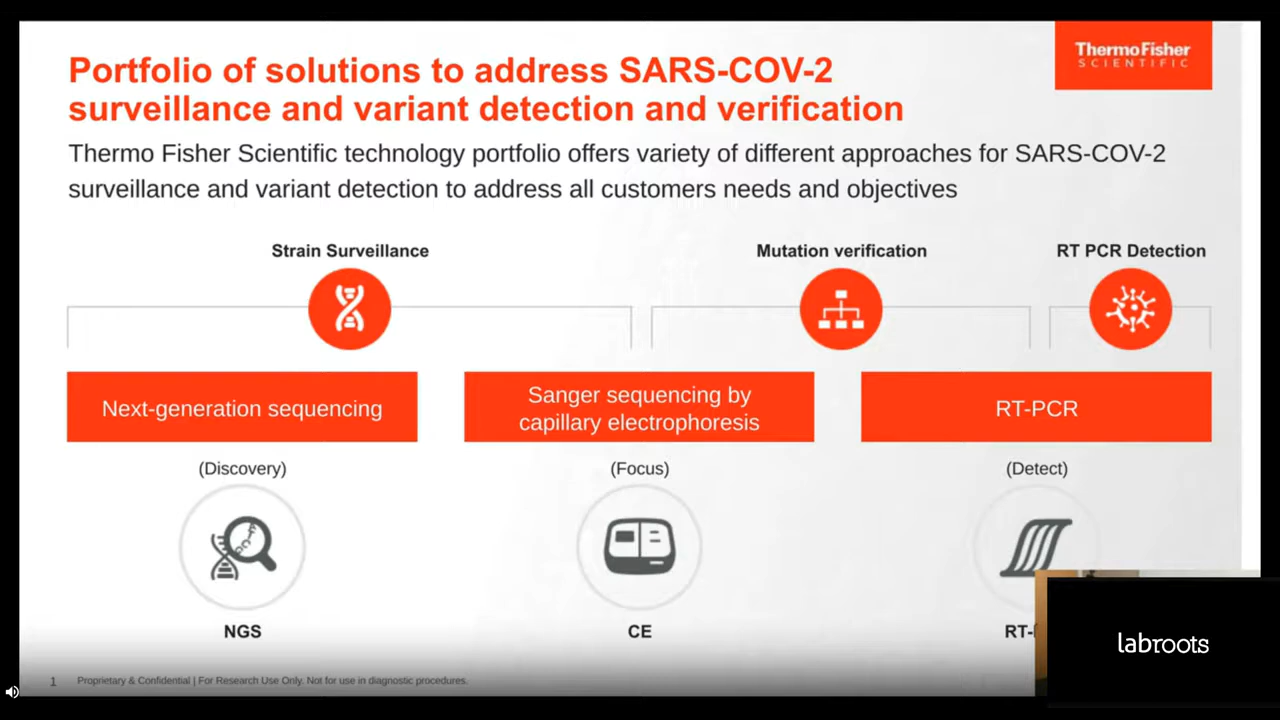 ThermoFisher
SCIENTIFIC
Portfolio of solutions to address SARS-COV-2
surveillance and variant detection and verification
Thermo Fisher Scientific technology portfolio offers variety of different approaches for SARS-COV-2
surveillance and variant detection to address all customers needs and objectives
Strain Surveillance
Mutation verification
RT PCR Detection
Next-generation sequencing
Sanger sequencing by
capillary electrophoresis
RT-PCR
(Discovery)
(Focus)
(Detect)
NGS
CE
RT-
labroots
1
Proprietary & Confidential | For Research Use Only. Not for use in diagnostic procedures.